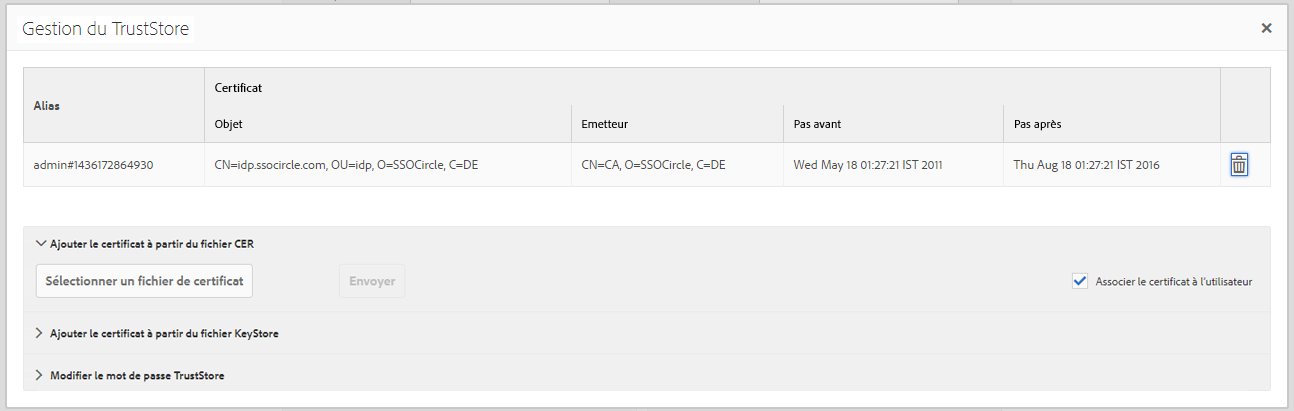 Gestion du TrustStore
Alias
Certificat
Objet Emetteur Pas avant Pas après
admin#1436172864930 CN=idp.ssocircle.com, OU=idp, O=SSOCircle, C=DE CN=CA, O=SSOCircle, C=DE Wed May 18 01:27:21 IST 2011 Thu Aug 18 01:27:21 IST 2016
Ajouter le certificat à partir du fichier CER
Sélectionner un fichier de certificat Envoyer Associer le certificat à l'utilisateur
Ajouter le certificat à partir du fichier KeyStore
Modifier le mot de passe TrustStore